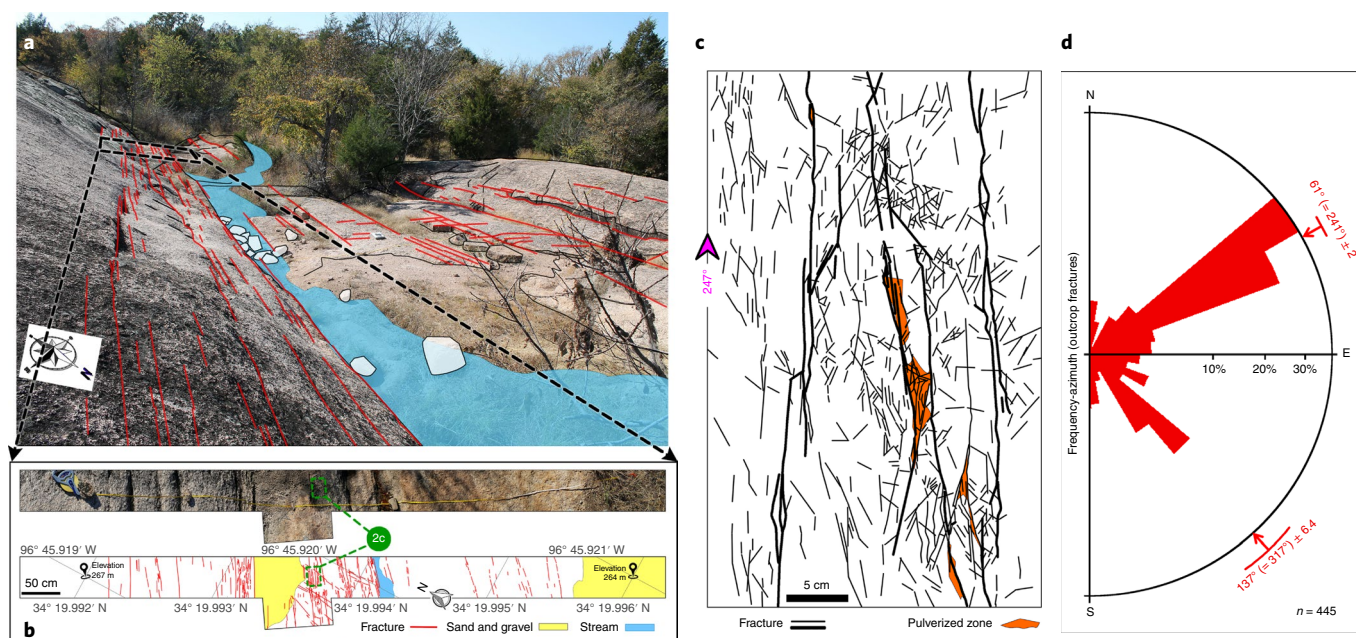 a
N
b
96° 45.919′ W
96° 45.920′ W
2c
96° 45.921′ W
Elevation
267 m
Elevation
264 m
50 cm
N
34° 19.992′ N
34° 19.993′ N
34° 19.994′ N
34° 19.995′ N
34° 19.996′ N
Fracture
Sand and gravel
Stream
c
247°
5 cm
Fracture
Pulverized zone
d
N
61° (= 241°) ± 2
Frequency-azimuth (outcrop fractures)
E
10%
20%
30%
137° (= 317°) ± 6.4
S
n = 445